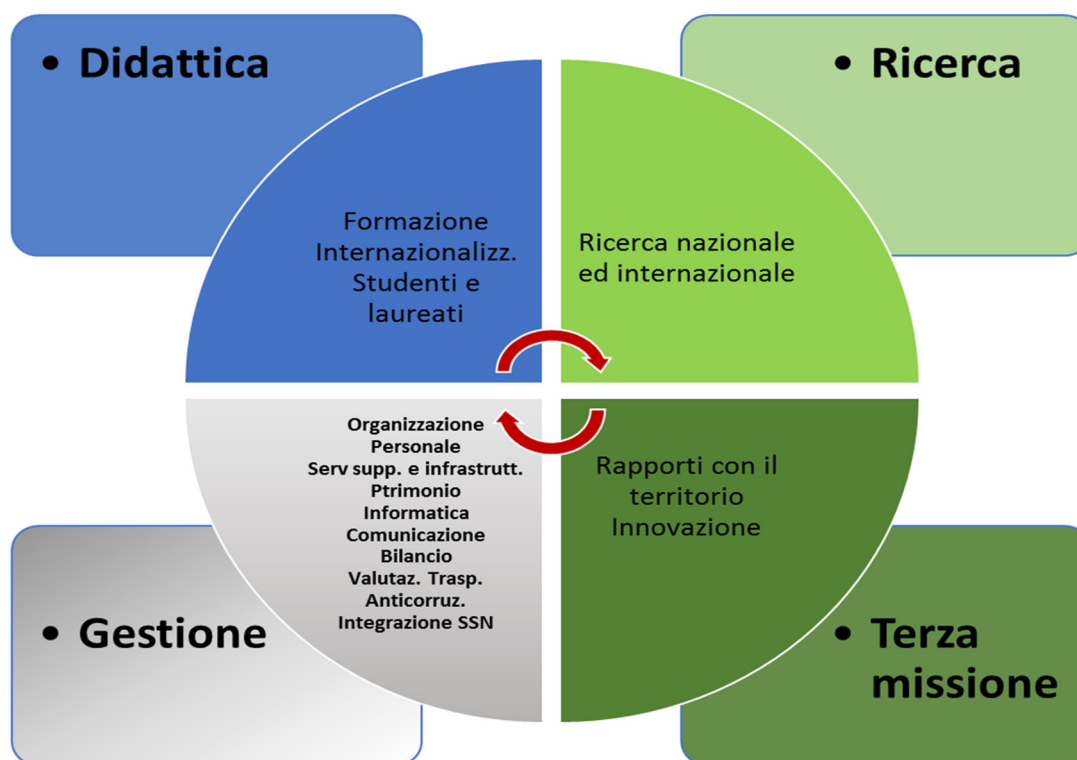 • Didattica
• Ricerca
Formazione
Internazionalizz.
Studenti e
laureati
Ricerca nazionale
ed internazionale
Organizzazione
Personale
Serv supp. e infrastrutt.
Ptrimonio
Informatica
Comunicazione
Bilancio
Valutaz. Trasp.
Anticorruz.
Integrazione SSN
Rapporti con il
territorio
Innovazione
• Gestione
• Terza
missione